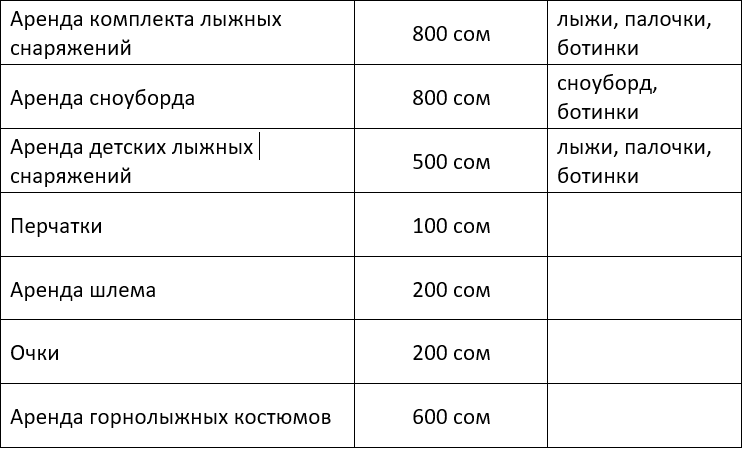 Аренда комплекта лыжных
снаряжений
800 сом
лыжи, палочки,
ботинки
Аренда сноуборда
800 сом
сноуборд,
ботинки
Аренда детских лыжных
снаряжений
500 сом
лыжи, палочки,
ботинки
Перчатки
100 сом
Аренда шлема
200 сом
Очки
200 сом
Аренда горнолыжных костюмов
600 сом